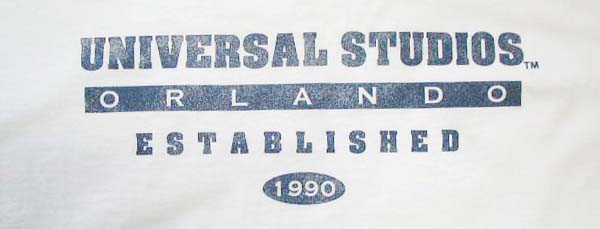 UNIVERSAL STUDIOS™
ORLANDO
ESTABLISHED
1990